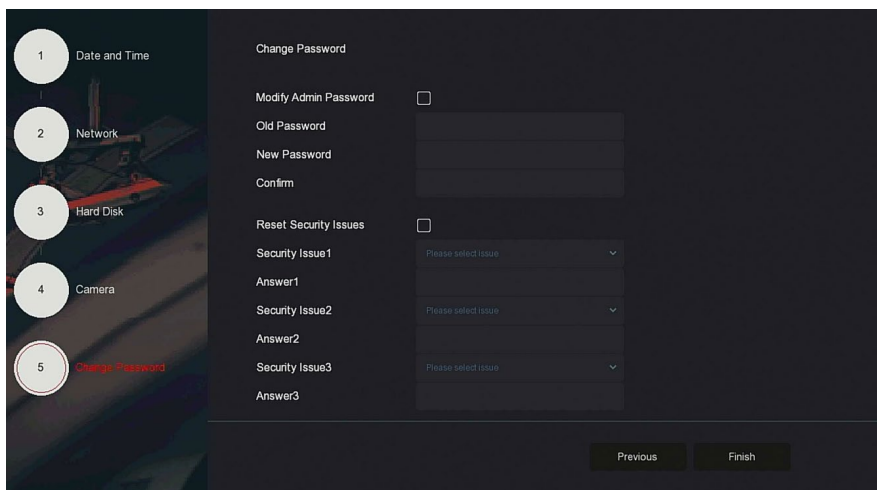 1 Date and Time
2 Network
3 Hard Disk
4 Camera
5 Change Password
Change Password
Modify Admin Password
Old Password
New Password
Confirm
Reset Security Issues
Security Issue1 Please select issue
Answer1
Security Issue2 Please select issue
Answer2
Security Issue3 Please select issue
Answer3
Previous Finish